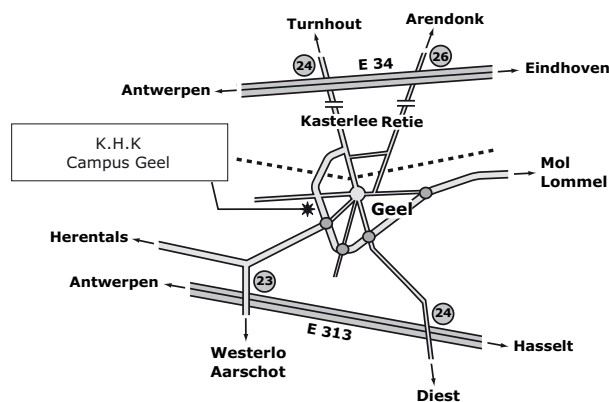 Turnhout
Arendonk
24
26
E 34
Eindhoven
Antwerpen
Kasterlee
Retie
K.H.K
Campus Geel
Mol
Lommel
Geel
Herentals
Antwerpen
23
24
E 313
Hasselt
Westerlo
Aarschot
Diest